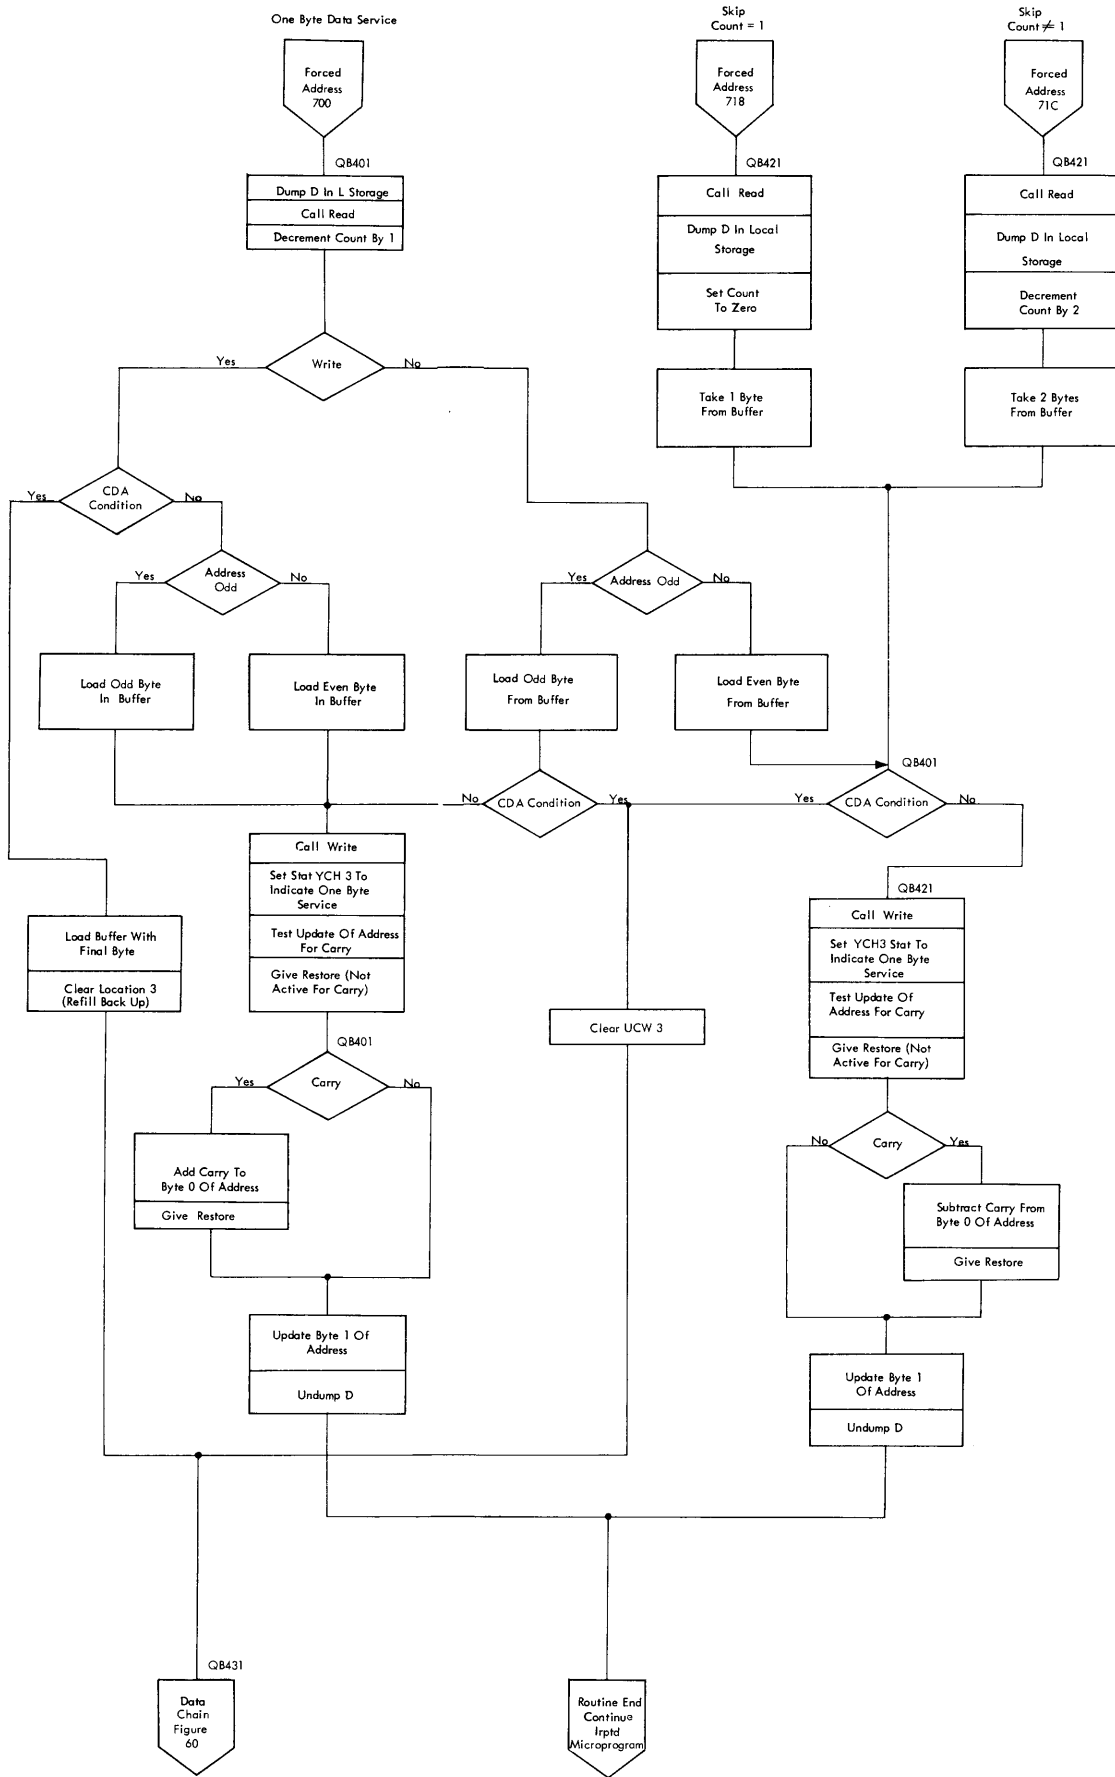 One Byte Data Service
Skip
Count = 1
Skip
Count ≠ 1
Forced
Address
700
Forced
Address
718
Forced
Address
71C
QB401
QB421
QB421
Dump D In L Storage
Call Read
Decrement Count By 1
Call Read
Dump D In Local
Storage
Set Count
To Zero
Call Read
Dump D In Local
Storage
Decrement
Count By 2
Yes
Write
No
Take 1 Byte
From Buffer
Take 2 Bytes
From Buffer
Yes
CDA
Condition
No
Yes
Address
Odd
No
Yes
Address Odd
No
Load Odd Byte
In Buffer
Load Even Byte
In Buffer
Load Odd Byte
From Buffer
Load Even Byte
From Buffer
QB401
No
CDA Condition
Yes
Yes
CDA Condition
No
Call Write
Set Stat YCH 3 To
Indicate One Byte
Service
Test Update Of Address
For Carry
Give Restore (Not
Active For Carry)
QB421
Call Write
Set YCH3 Stat To
Indicate One Byte
Service
Test Update Of
Address For Carry
Give Restore (Not
Active For Carry)
Load Buffer With
Final Byte
Clear Location 3
(Refill Back Up)
Clear UCW 3
QB401
Yes
Carry
No
No
Carry
Yes
Add Carry To
Byte 0 Of Address
Give Restore
Subtract Carry From
Byte 0 Of Address
Give Restore
Update Byte 1 Of
Address
Undump D
Update Byte 1
Of Address
Undump D
QB431
Data
Chain
Figure
60
Routine End
Continue
Irptd
Microprogram